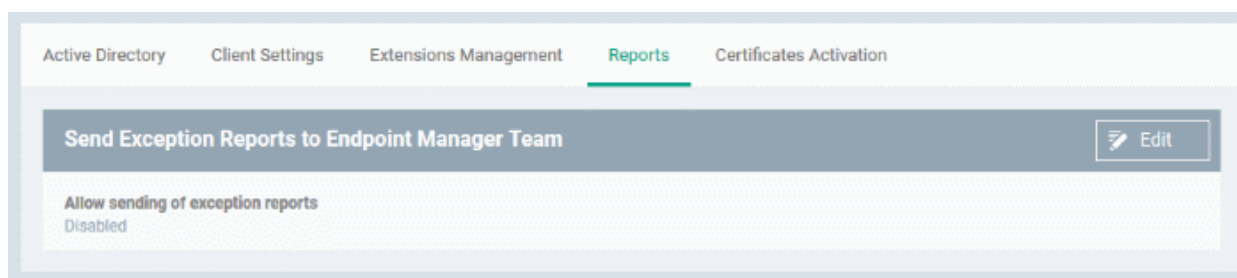 Active Directory Client Settings Extensions Management Reports Certificates Activation
Send Exception Reports to Endpoint Manager Team Edit
Allow sending of exception reports
Disabled